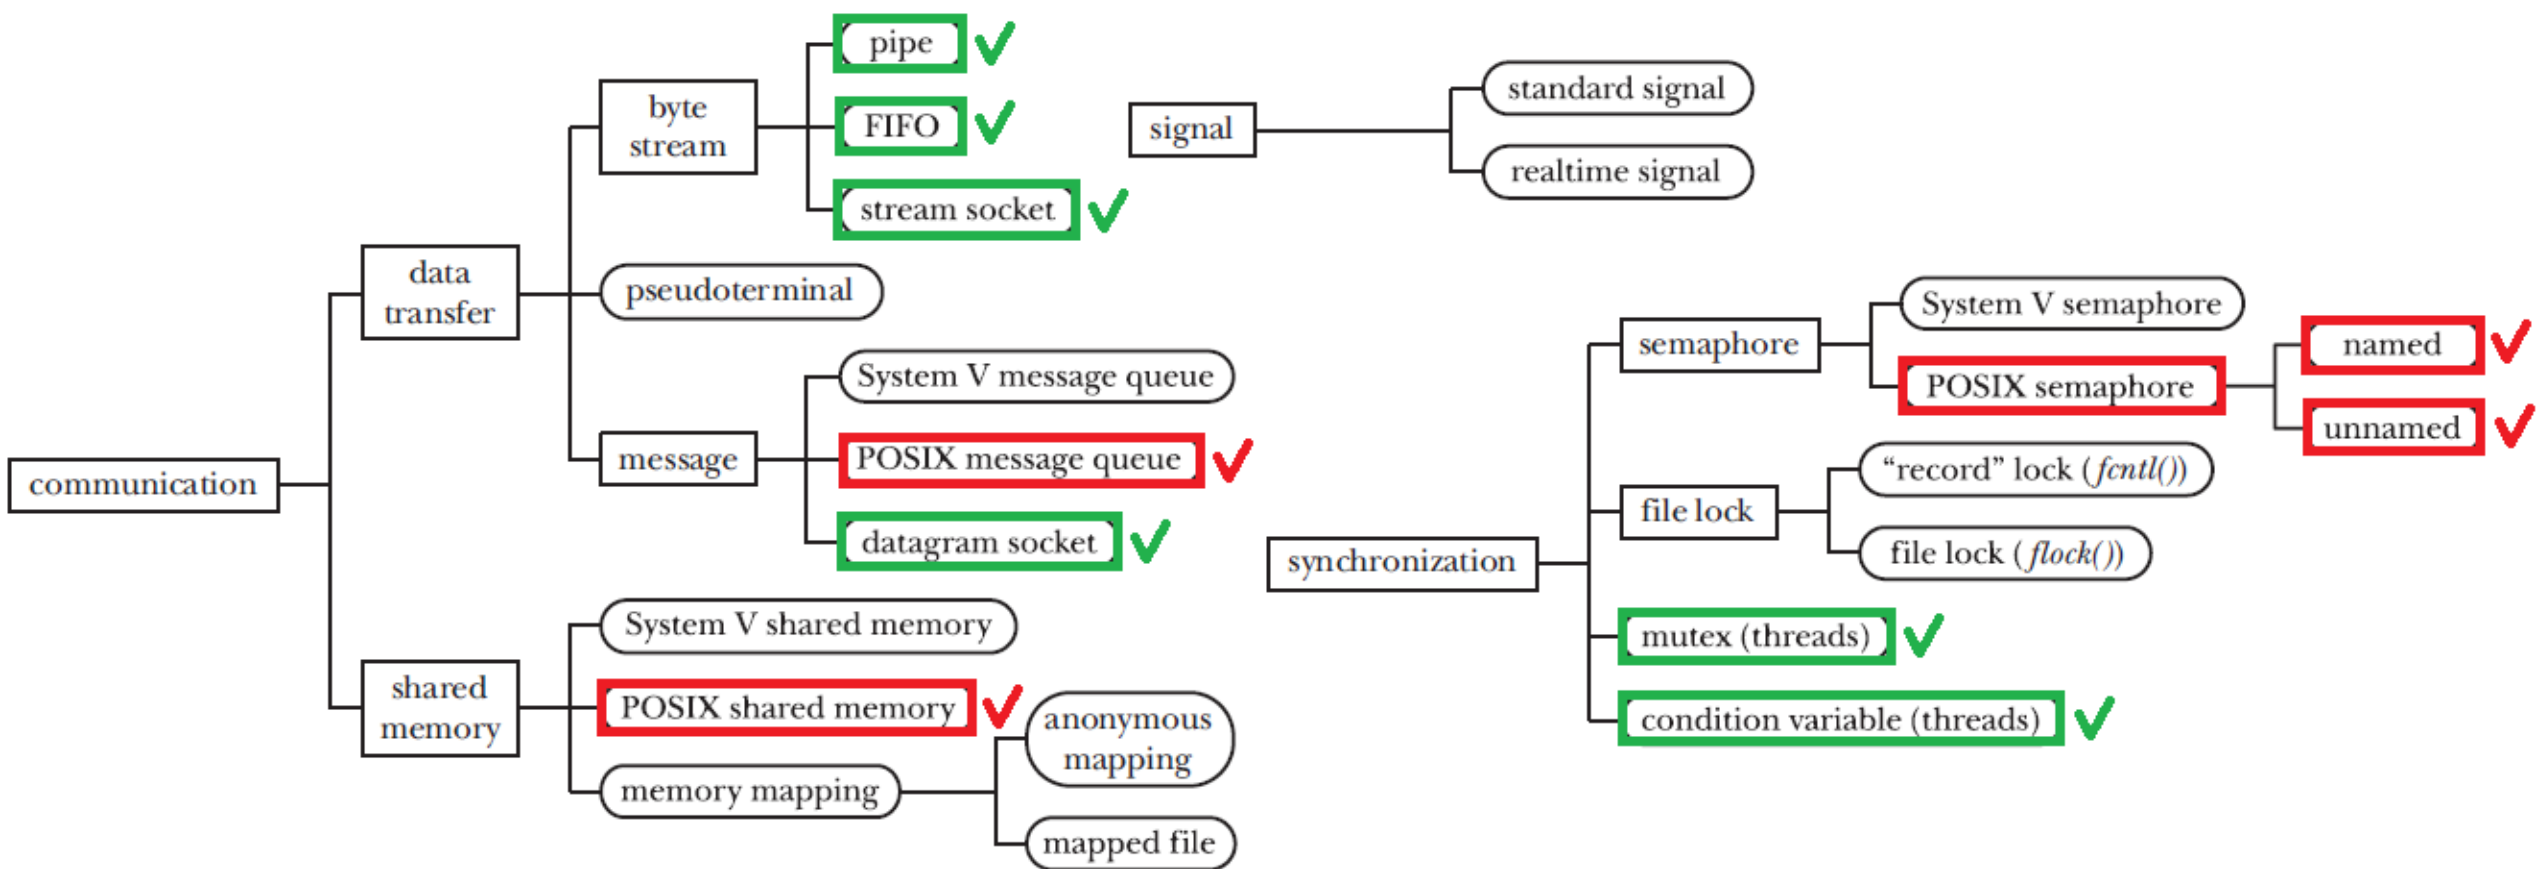 pipe
byte
stream
FIFO
stream socket
data
transfer
pseudoterminal
System V message queue
message
POSIX message queue
datagram socket
communication
System V shared memory
shared
memory
POSIX shared memory
anonymous
mapping
memory mapping
mapped file
signal
standard signal
realtime signal
System V semaphore
semaphore
POSIX semaphore
named
unnamed
"record" lock (fcntl())
file lock
file lock (flock())
synchronization
mutex (threads)
condition variable (threads)